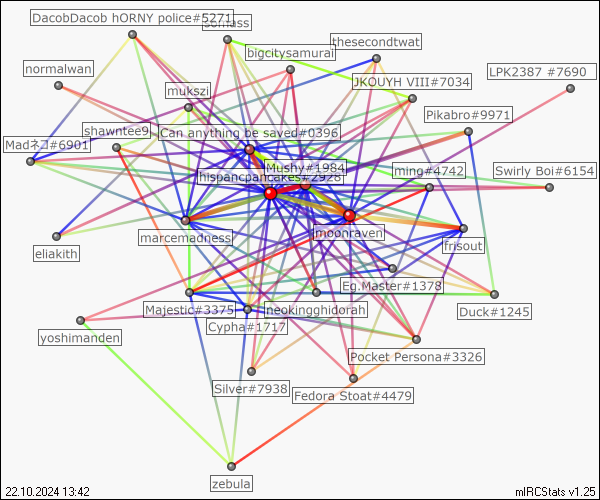 DacobDacob hORNY police#5271
bigcitysamurai
thesecondtwat
normalwan
LPK2387 #7690
JKOUYH VIII#7034
mukszi
Pikabro#9971
shawntee9
Can anything be saved#0396
Madネコ#6901
Mushy#1984
ming#4742
Swirly Boi#6154
hispancpancakes#2928
marcemadness
moonraven
frisout
eliakith
Eg.Master#1378
Majestic#3375
neokingghidorah
Duck#1245
Cypha#1717
yoshimanden
Pocket Persona#3326
Silver#7938
Fedora Stoat#4479
zebula
22.10.2024 13:42
mIRCStats v1.25